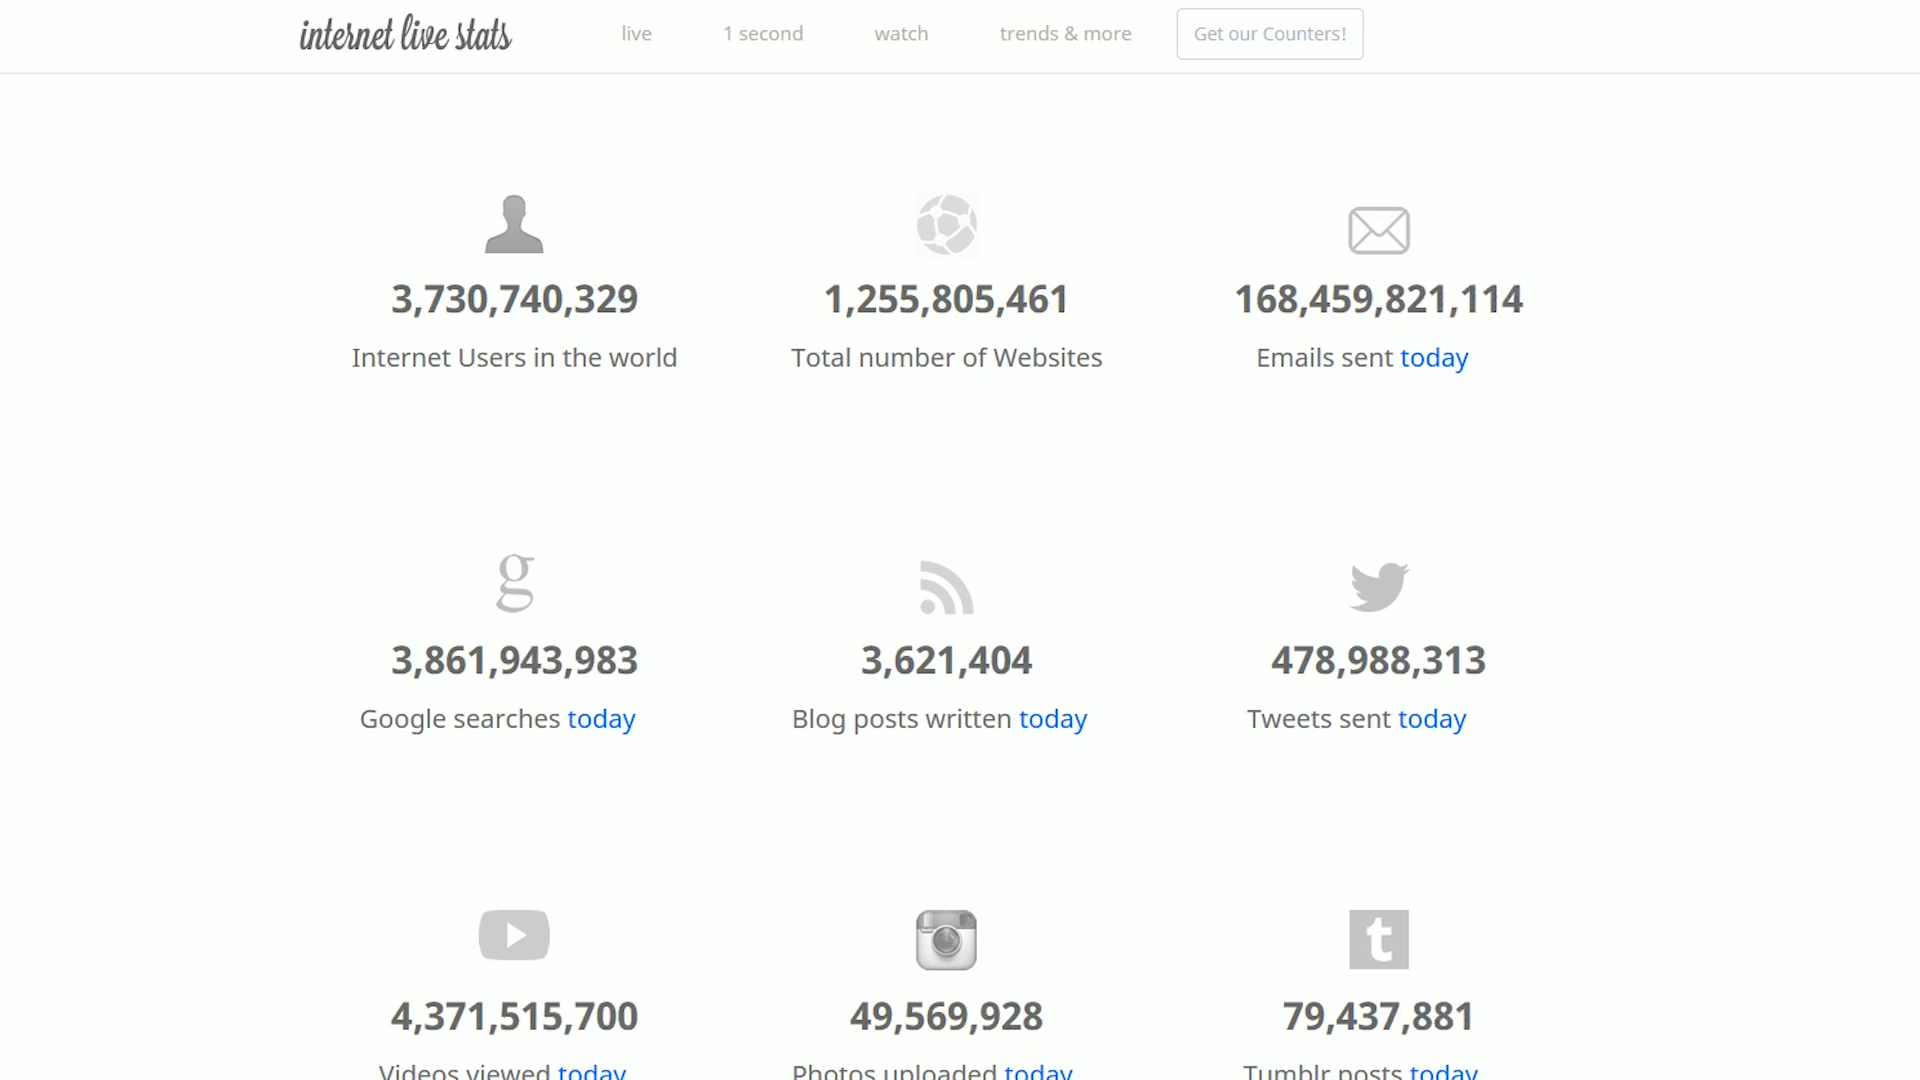 internet live stats live 1 second watch trends & more Get our Counters!
3,730,740,329 1,255,805,461 168,459,821,114
Internet Users in the world Total number of Websites Emails sent today
g
3,861,943,983 3,621,404 478,988,313
Google searches today Blog posts written today Tweets sent today
t
4,371,515,700 49,569,928 79,437,881
Videos viewed today Photos uploaded today Tumblr posts today